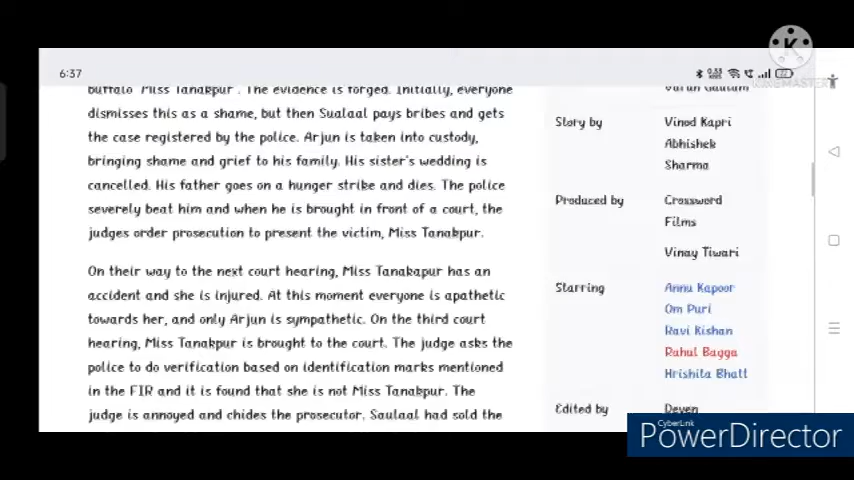 6:37
KINEMASTER
buffalo "Miss Tanakpur". The evidence is forged. Initially, everyone
dismisses this as a shame, but then Sualaal pays bribes and gets
the case registered by the police. Arjun is taken into custody,
bringing shame and grief to his family. His sister's wedding is
cancelled. His father goes on a hunger strike and dies. The police
severely beat him and when he is brought in front of a court, the
judges order prosecution to present the victim, Miss Tanakpur.
On their way to the next court hearing, Miss Tanakapur has an
accident and she is injured. At this moment everyone is apathetic
towards her, and only Arjun is sympathetic. On the third court
hearing, Miss Tanakpur is brought to the court. The judge asks the
police to do verification based on identification marks mentioned
in the FIR and it is found that she is not Miss Tanakpur. The
judge is annoyed and chides the prosecutor. Saulaal had sold the
Varun Gautam
Story by
Vinod Kapri
Abhishek
Sharma
Produced by
Crossword
Films
Vinay Tiwari
Starring
Annu Kapoor
Om Puri
Ravi Kishan
Rahul Bagga
Hrishita Bhatt
Edited by
Deven
CyberLink
PowerDirector